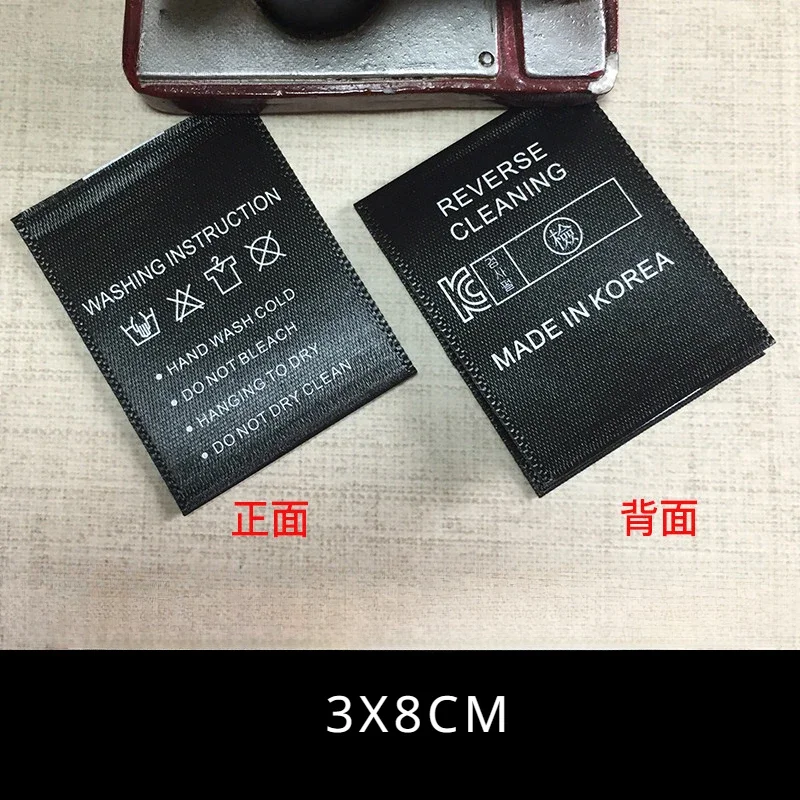 WASHING INSTRUCTION
• HAND WASH COLD
• DO NOT BLEACH
• HANGING TO DRY
• DO NOT DRY CLEAN
正面
REVERSE
CLEANING
KC
검사필
檢
MADE IN KOREA
背面
3X8CM